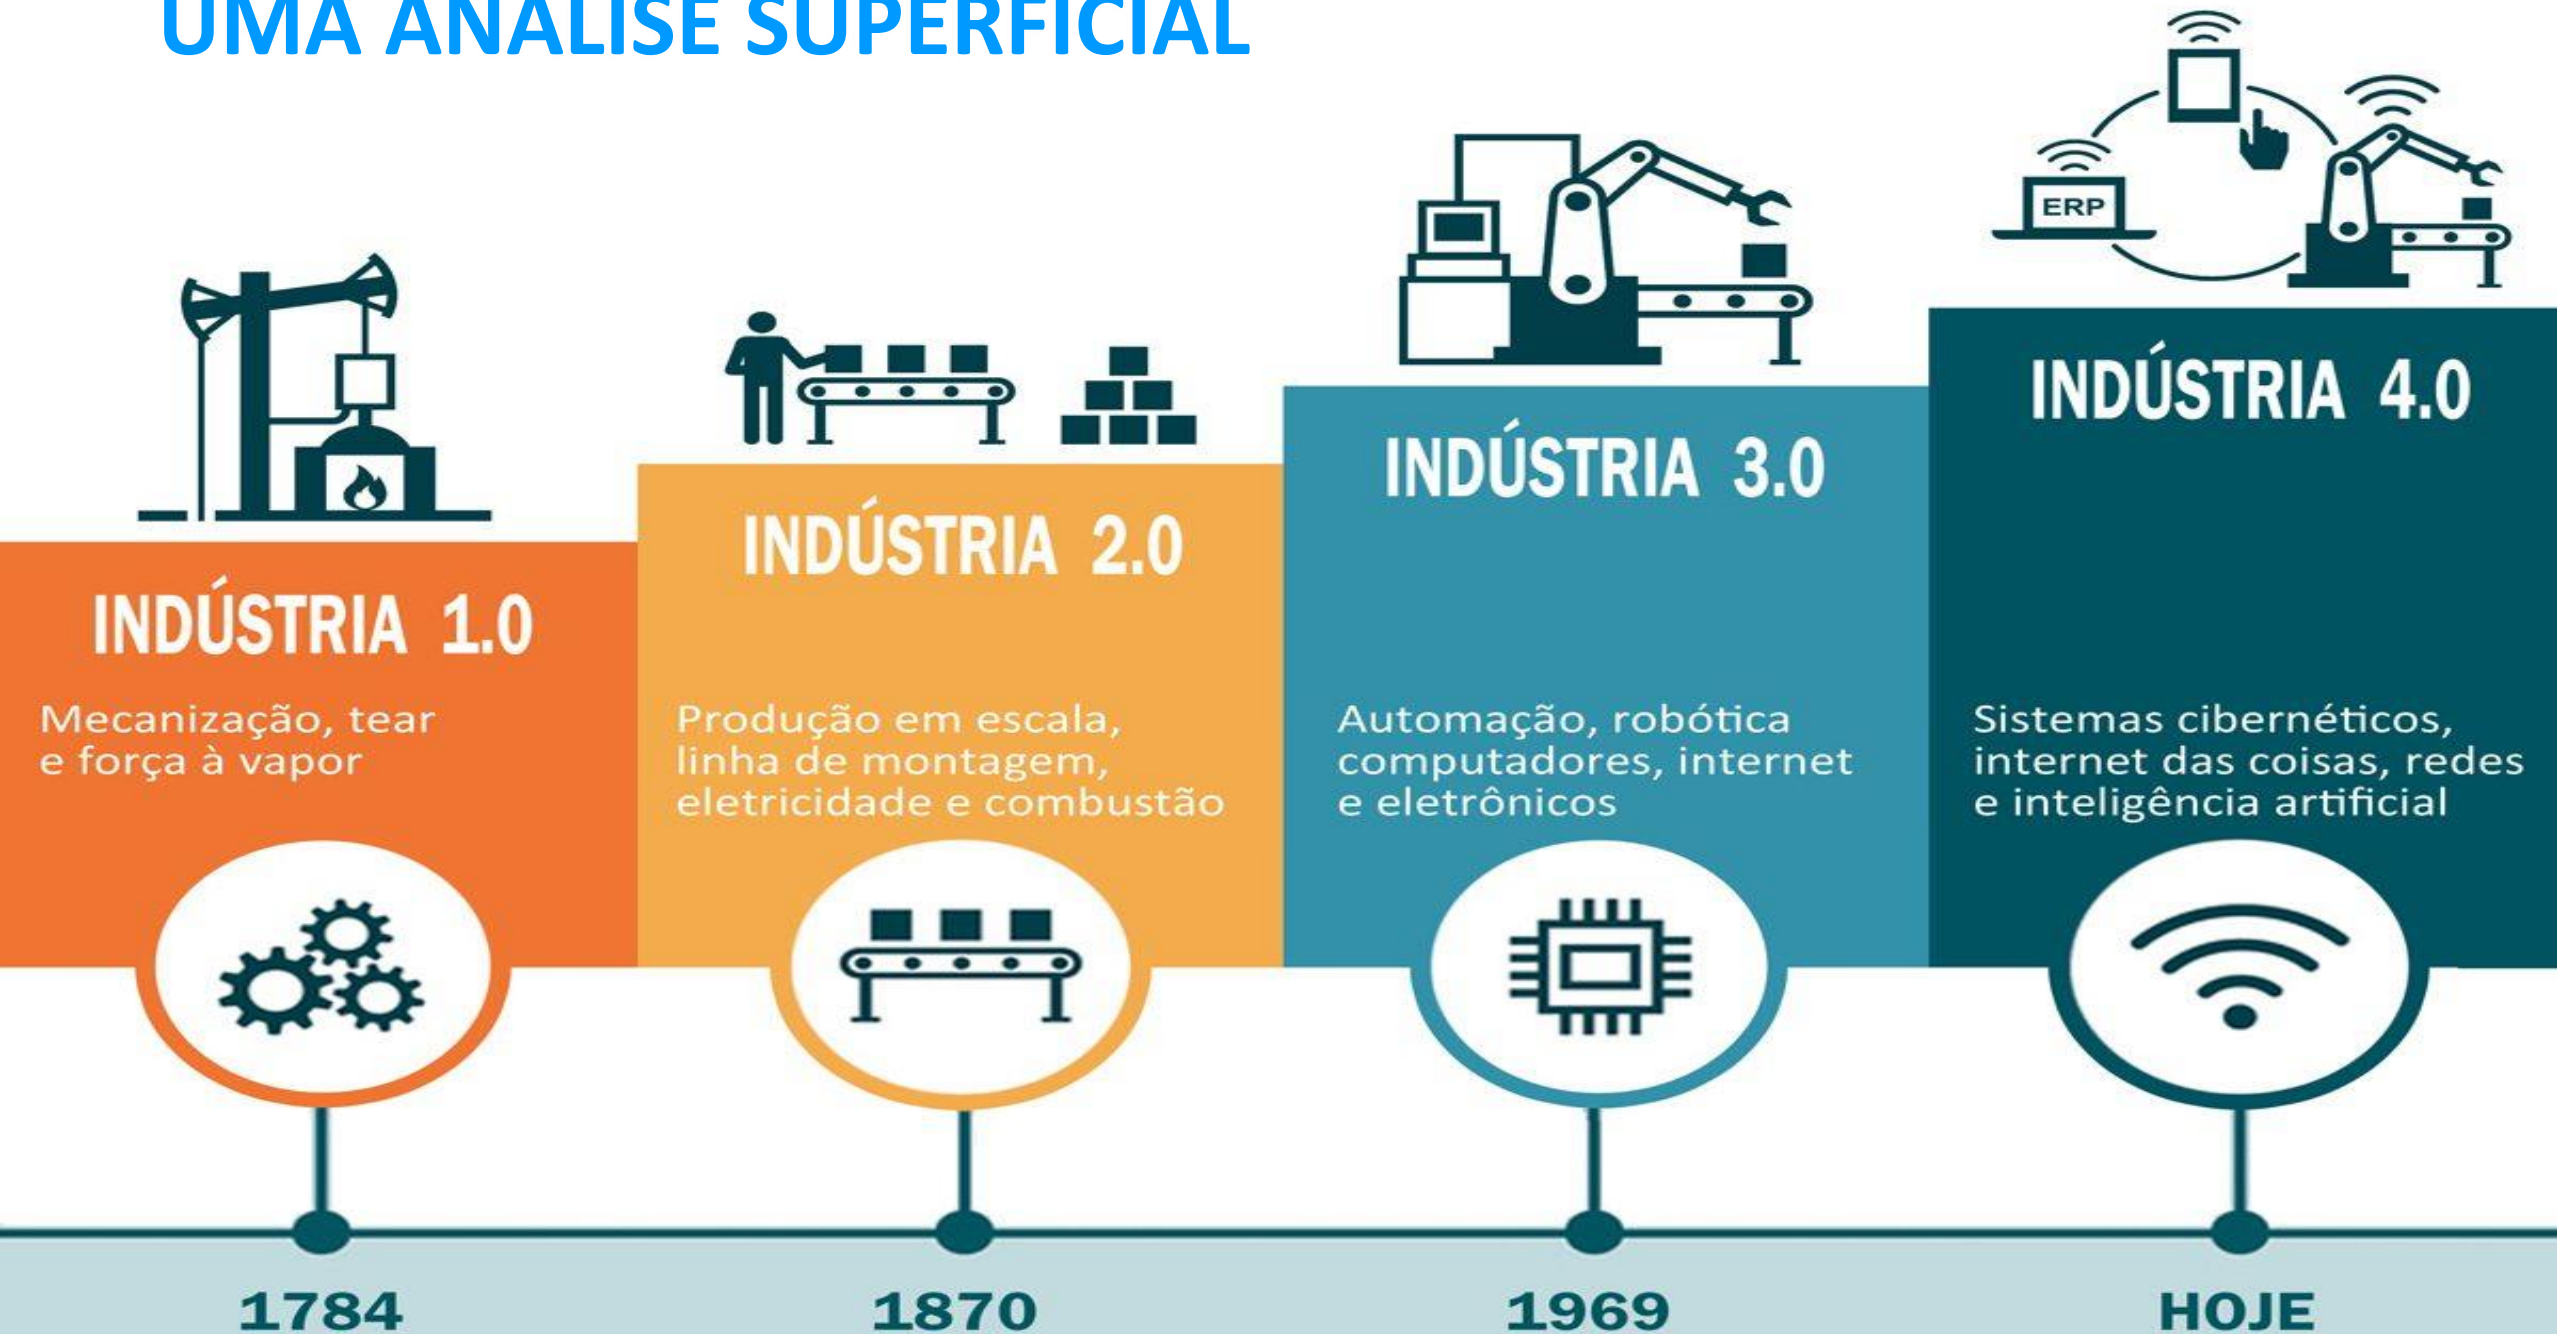 UMA ANÁLISE SUPERFICIAL
ERP
INDÚSTRIA 1.0
Mecanização, tear
e força à vapor
1784
INDÚSTRIA 2.0
Produção em escala,
linha de montagem,
eletricidade e combustão
1870
INDÚSTRIA 3.0
Automação, robótica
computadores, internet
e eletrônicos
1969
INDÚSTRIA 4.0
Sistemas cibernéticos,
internet das coisas, redes
e inteligência artificial
HOJE